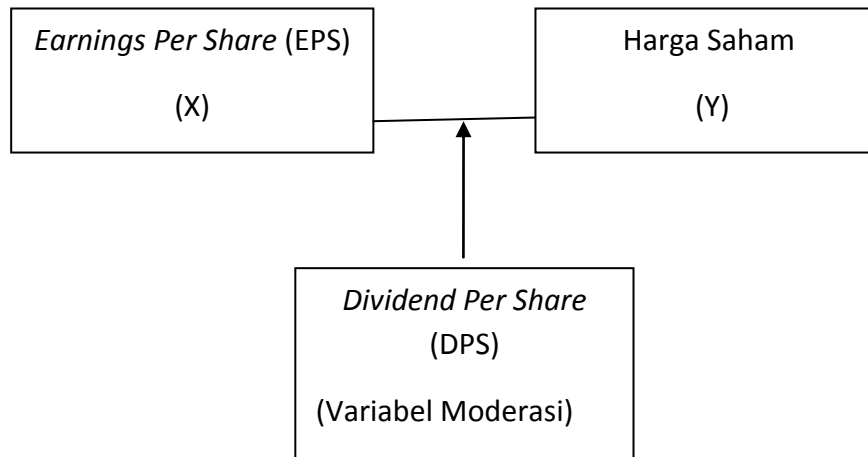 Earnings Per Share (EPS)
(X)
Harga Saham
(Y)
Dividend Per Share
(DPS)
(Variabel Moderasi)